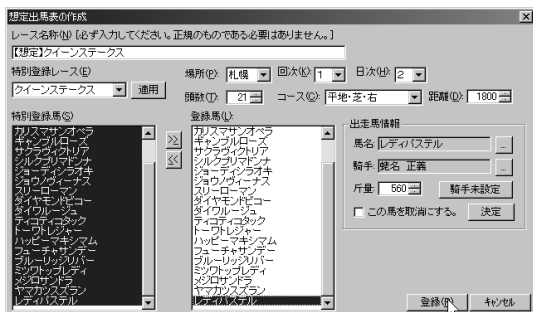 想定出馬表の作成
レース名称(N) [必ず入力してください。正規のものである必要はありません。]
【想定】クイーンステークス
特別登録レース(E)
クイーンステークス
適用
場所(P): 札幌
回次(K): 1
日次(H): 2
頭数(T): 21
コース(C): 平地・芝・右
距離(D): 1800
特別登録馬(S)
カリスマサンオペラ
ギャンブルローズ
サクラヴィクトリア
シルクプリマドンナ
ジョーディシラオキ
ジョウノヴィーナス
スリーローマン
ダイヤモンドビコー
ダイワルージュ
ティコティコタック
トーワトレジャー
ハッピーマキシマム
フューチャサンデー
ブルーリッジリバー
ミツワトップレディ
メジロサンドラ
ヤマカツスズラン
レディパステル
>>
<<
登録馬(L):
カリスマサンオペラ
ギャンブルローズ
サクラヴィクトリア
シルクプリマドンナ
ジョーディシラオキ
ジョウノヴィーナス
スリーローマン
ダイヤモンドビコー
ダイワルージュ
ティコティコタック
トーワトレジャー
ハッピーマキシマム
フューチャサンデー
ブルーリッジリバー
ミツワトップレディ
メジロサンドラ
ヤマカツスズラン
レディパステル
出走馬情報
馬名: レディパステル
...
騎手: 蛯名 正義
...
斤量: 560
騎手未設定
この馬を取消にする。
決定
登録(R)
キャンセル